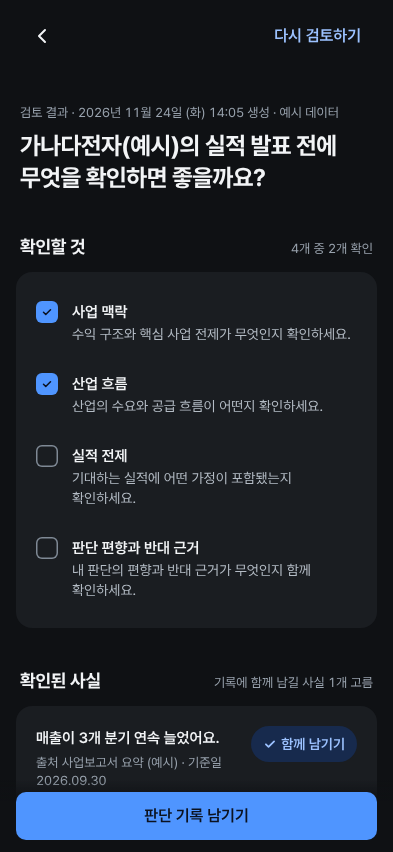 다시 검토하기
검토 결과 · 2026년 11월 24일 (화) 14:05 생성 · 예시 데이터
가나다전자(예시)의 실적 발표 전에
무엇을 확인하면 좋을까요?
확인할 것
4개 중 2개 확인
사업 맥락
수익 구조와 핵심 사업 전제가 무엇인지 확인하세요.
산업 흐름
산업의 수요와 공급 흐름이 어떤지 확인하세요.
실적 전제
기대하는 실적에 어떤 가정이 포함됐는지
확인하세요.
판단 편향과 반대 근거
내 판단의 편향과 반대 근거가 무엇인지 함께
확인하세요.
확인된 사실
기록에 함께 남길 사실 1개 고름
매출이 3개 분기 연속 늘었어요.
함께 남기기
출처 사업보고서 요약 (예시) · 기준일
2026.09.30
판단 기록 남기기